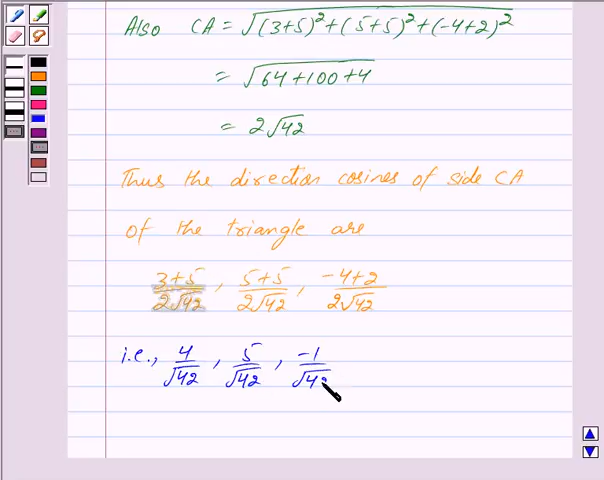 Also CA = √(3+5)² + (5+5)² + (-4+2)²
= √64+100+4
= 2√42
Thus the direction cosines of side CA
of the triangle are
3+5/2√42 , 5+5/2√42 , -4+2/2√42
i.e., 4/√42 , 5/√42 , -1/√42